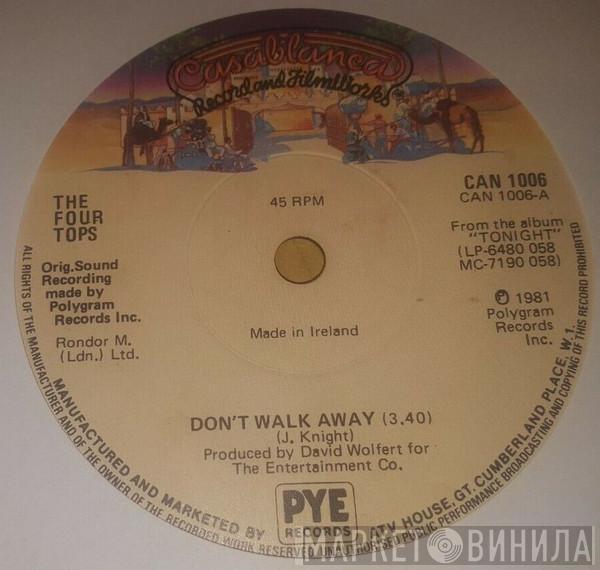 Casablanca
Record and FilmWorks
THE
FOUR
TOPS
45 RPM
CAN 1006
CAN 1006-A
From the album
"TONIGHT"
(LP-6480 058
MC-7190 058)
Orig.Sound
Recording
made by
Polygram
Records Inc.
Rondor M.
(Ldn.) Ltd.
℗ 1981
Polygram
Records
Inc.
Made in Ireland
DON'T WALK AWAY (3.40)
(J. Knight)
Produced by David Wolfert for
The Entertainment Co.
PYE
RECORDS
MANUFACTURED AND MARKETED BY
ATV HOUSE, GT. CUMBERLAND PLACE, W.1.
ALL RIGHTS OF THE MANUFACTURER AND OF THE OWNER OF THE RECORDED WORK RESERVED. UNAUTHORISED PUBLIC PERFORMANCE BROADCASTING AND COPYING OF THIS RECORD PROHIBITED
МАРКЕТ ВИНИЛА